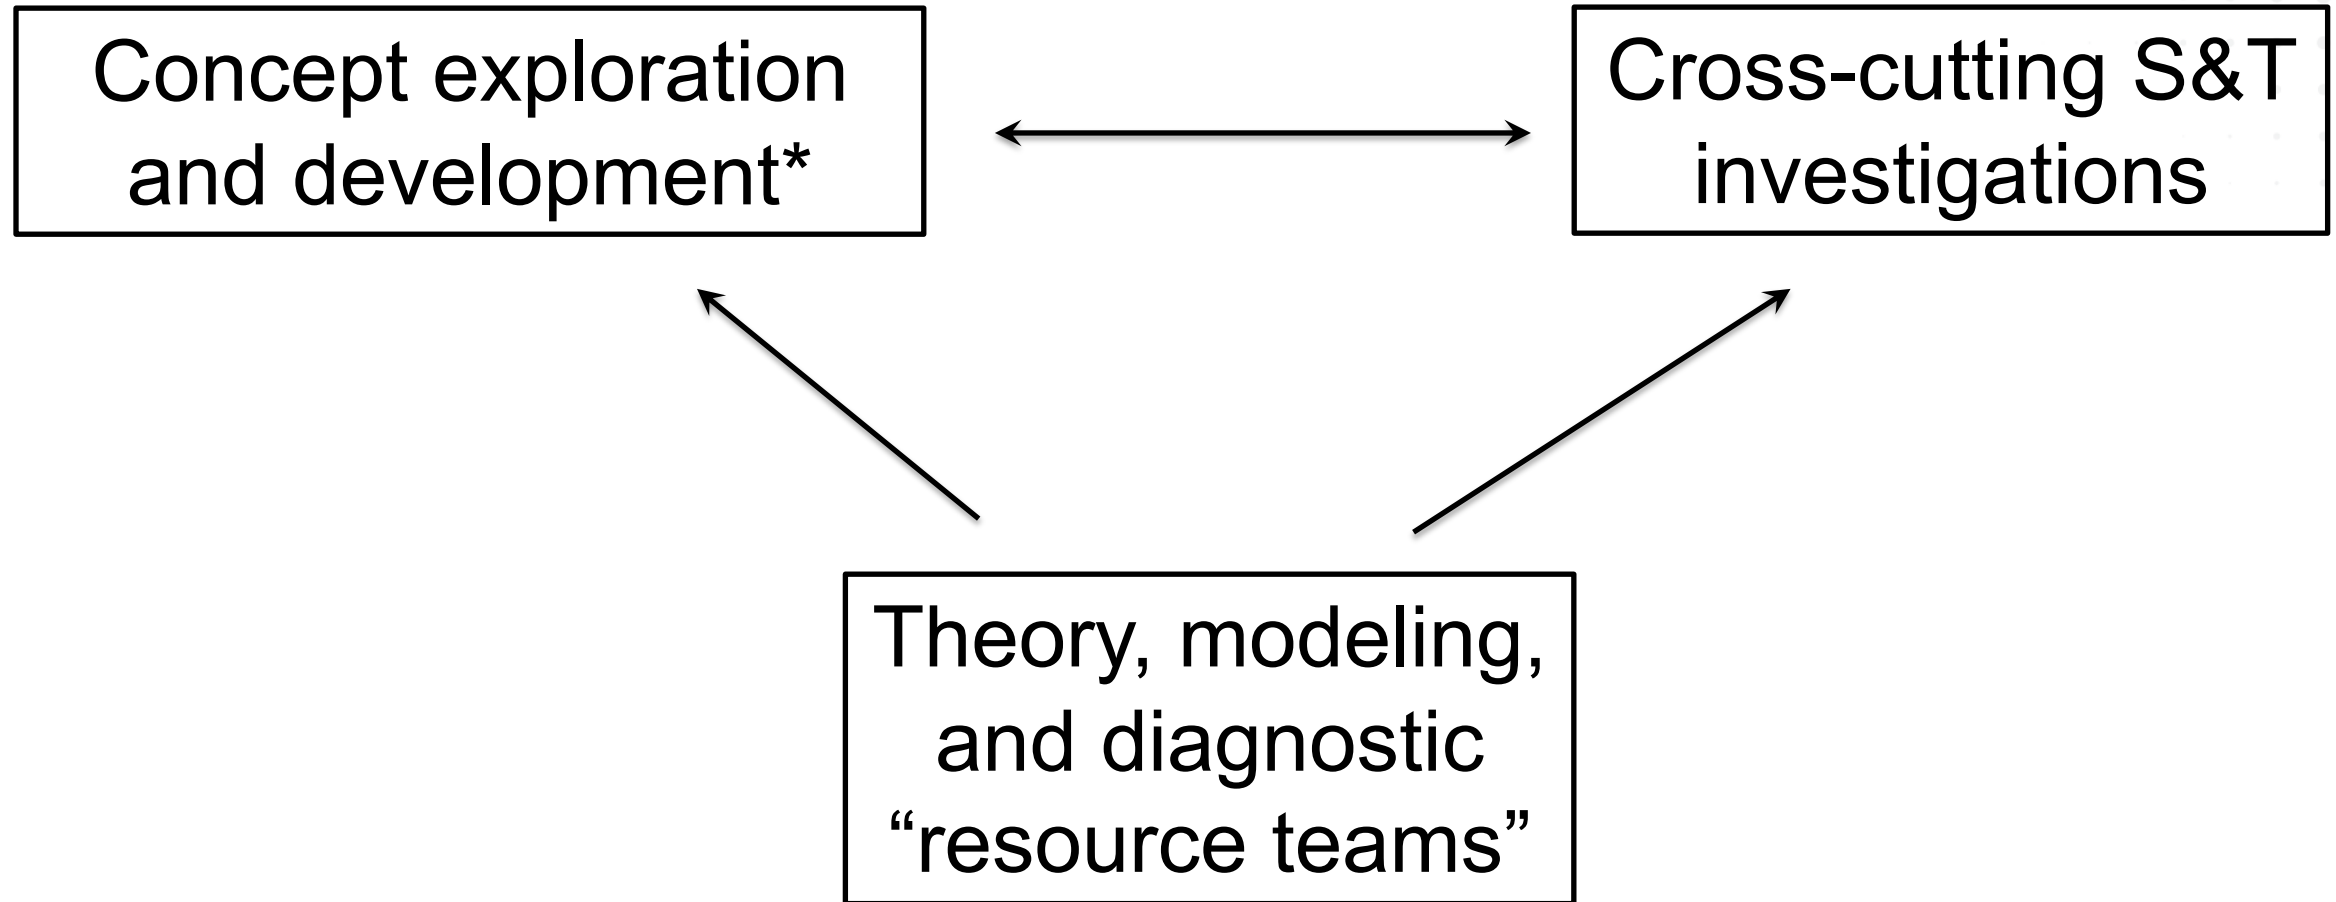 Concept exploration
and development*
Cross-cutting S&T
investigations
Theory, modeling,
and diagnostic
“resource teams”